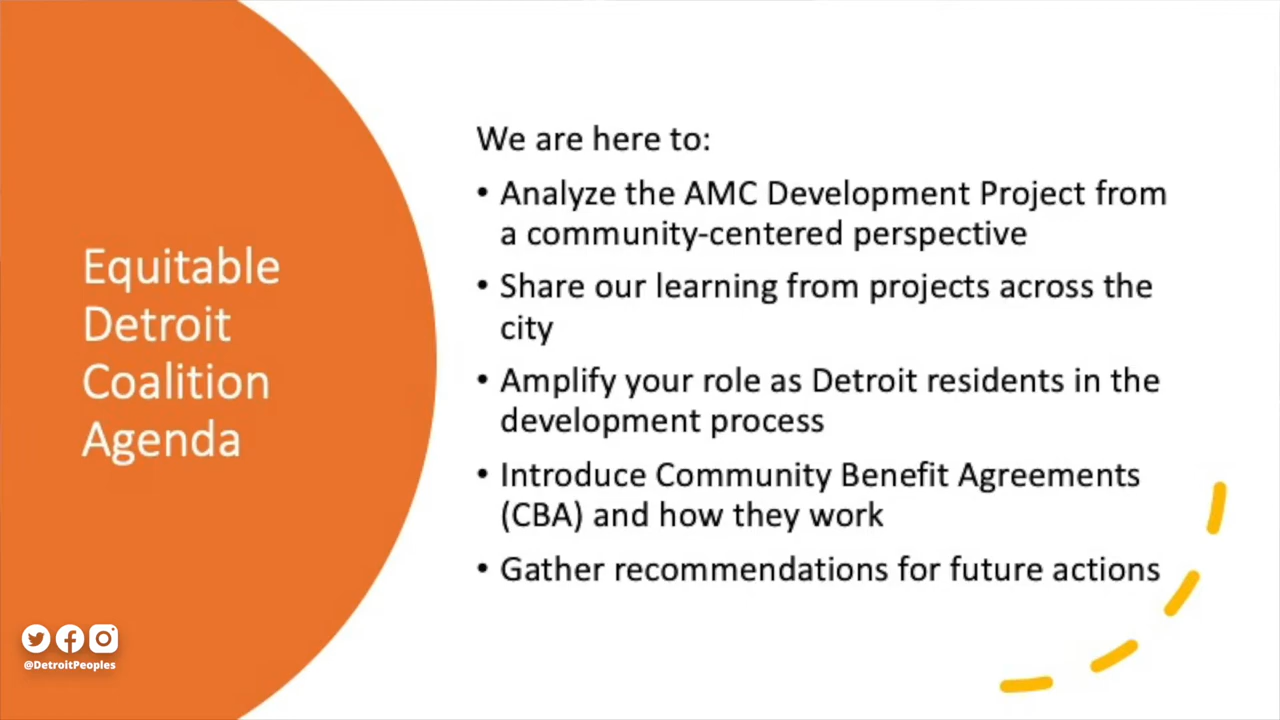 Equitable
Detroit
Coalition
Agenda
We are here to:
• Analyze the AMC Development Project from
a community-centered perspective
• Share our learning from projects across the
city
• Amplify your role as Detroit residents in the
development process
• Introduce Community Benefit Agreements
(CBA) and how they work
• Gather recommendations for future actions
@DetroitPeoples